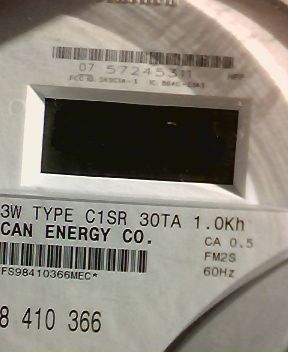 07 57245311 HPP
3W TYPE C1SR 30TA 1.0Kh
CAN ENERGY CO.
CA 0.5
FM2S
60Hz
FS98410366MEC*
8 410 366